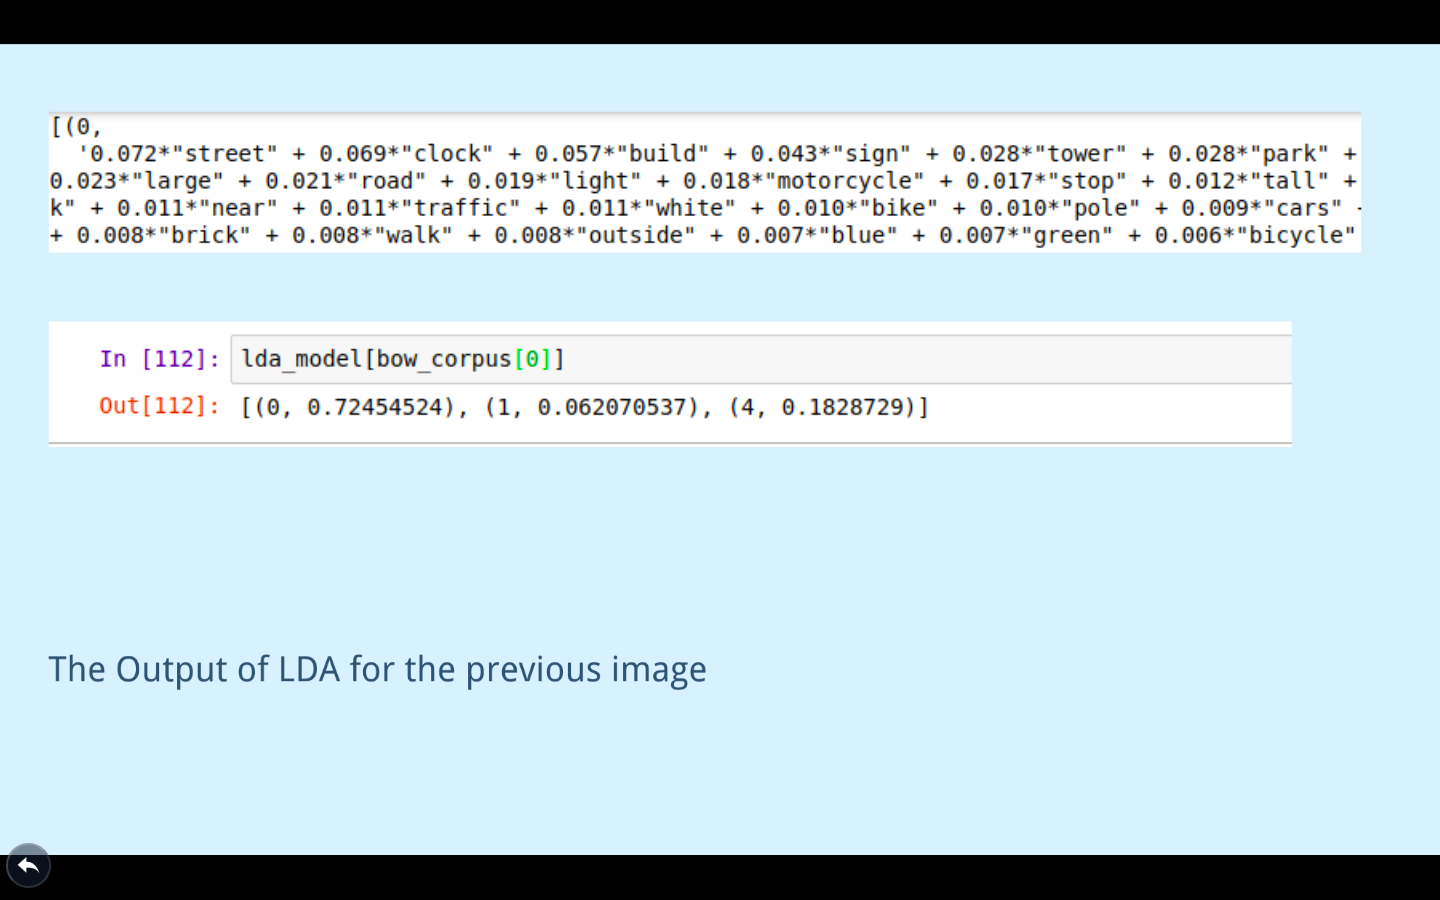 [(0,
'0.072*"street" + 0.069*"clock" + 0.057*"build" + 0.043*"sign" + 0.028*"tower" + 0.028*"park" +
0.023*"large" + 0.021*"road" + 0.019*"light" + 0.018*"motorcycle" + 0.017*"stop" + 0.012*"tall" +
k" + 0.011*"near" + 0.011*"traffic" + 0.011*"white" + 0.010*"bike" + 0.010*"pole" + 0.009*"cars"
+ 0.008*"brick" + 0.008*"walk" + 0.008*"outside" + 0.007*"blue" + 0.007*"green" + 0.006*"bicycle"
In [112]: lda_model[bow_corpus[0]]
Out[112]: [(0, 0.72454524), (1, 0.062070537), (4, 0.1828729)]
The Output of LDA for the previous image